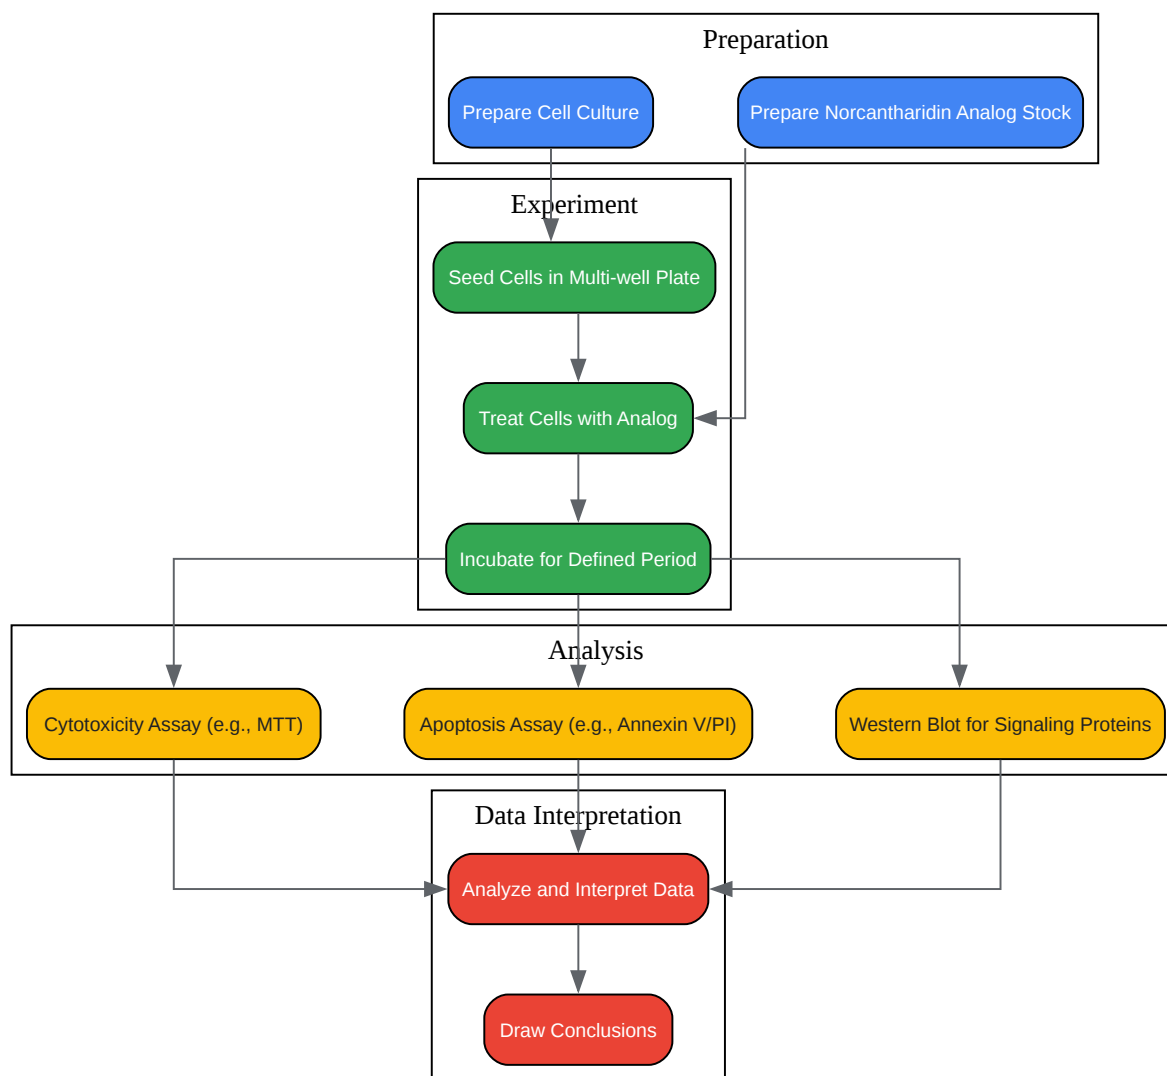 Preparation
Prepare Cell Culture
Prepare Norcantharidin Analog Stock
Experiment
Seed Cells in Multi-well Plate
Treat Cells with Analog
Incubate for Defined Period
Analysis
Cytotoxicity Assay (e.g., MTT)
Apoptosis Assay (e.g., Annexin V/PI)
Western Blot for Signaling Proteins
Data Interpretation
Analyze and Interpret Data
Draw Conclusions